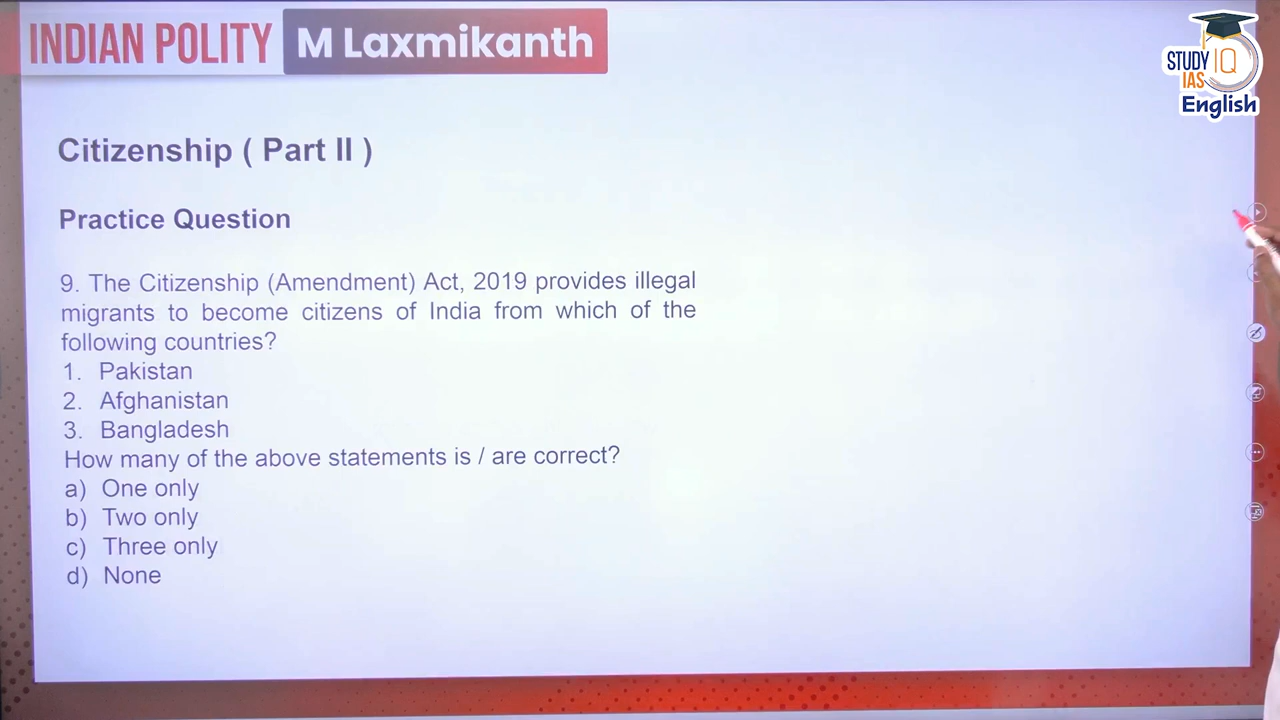 INDIAN POLITY M Laxmikanth
STUDY IQ
IAS
English
Citizenship ( Part II )
Practice Question
9. The Citizenship (Amendment) Act, 2019 provides illegal
migrants to become citizens of India from which of the
following countries?
1. Pakistan
2. Afghanistan
3. Bangladesh
How many of the above statements is / are correct?
a) One only
b) Two only
c) Three only
d) None